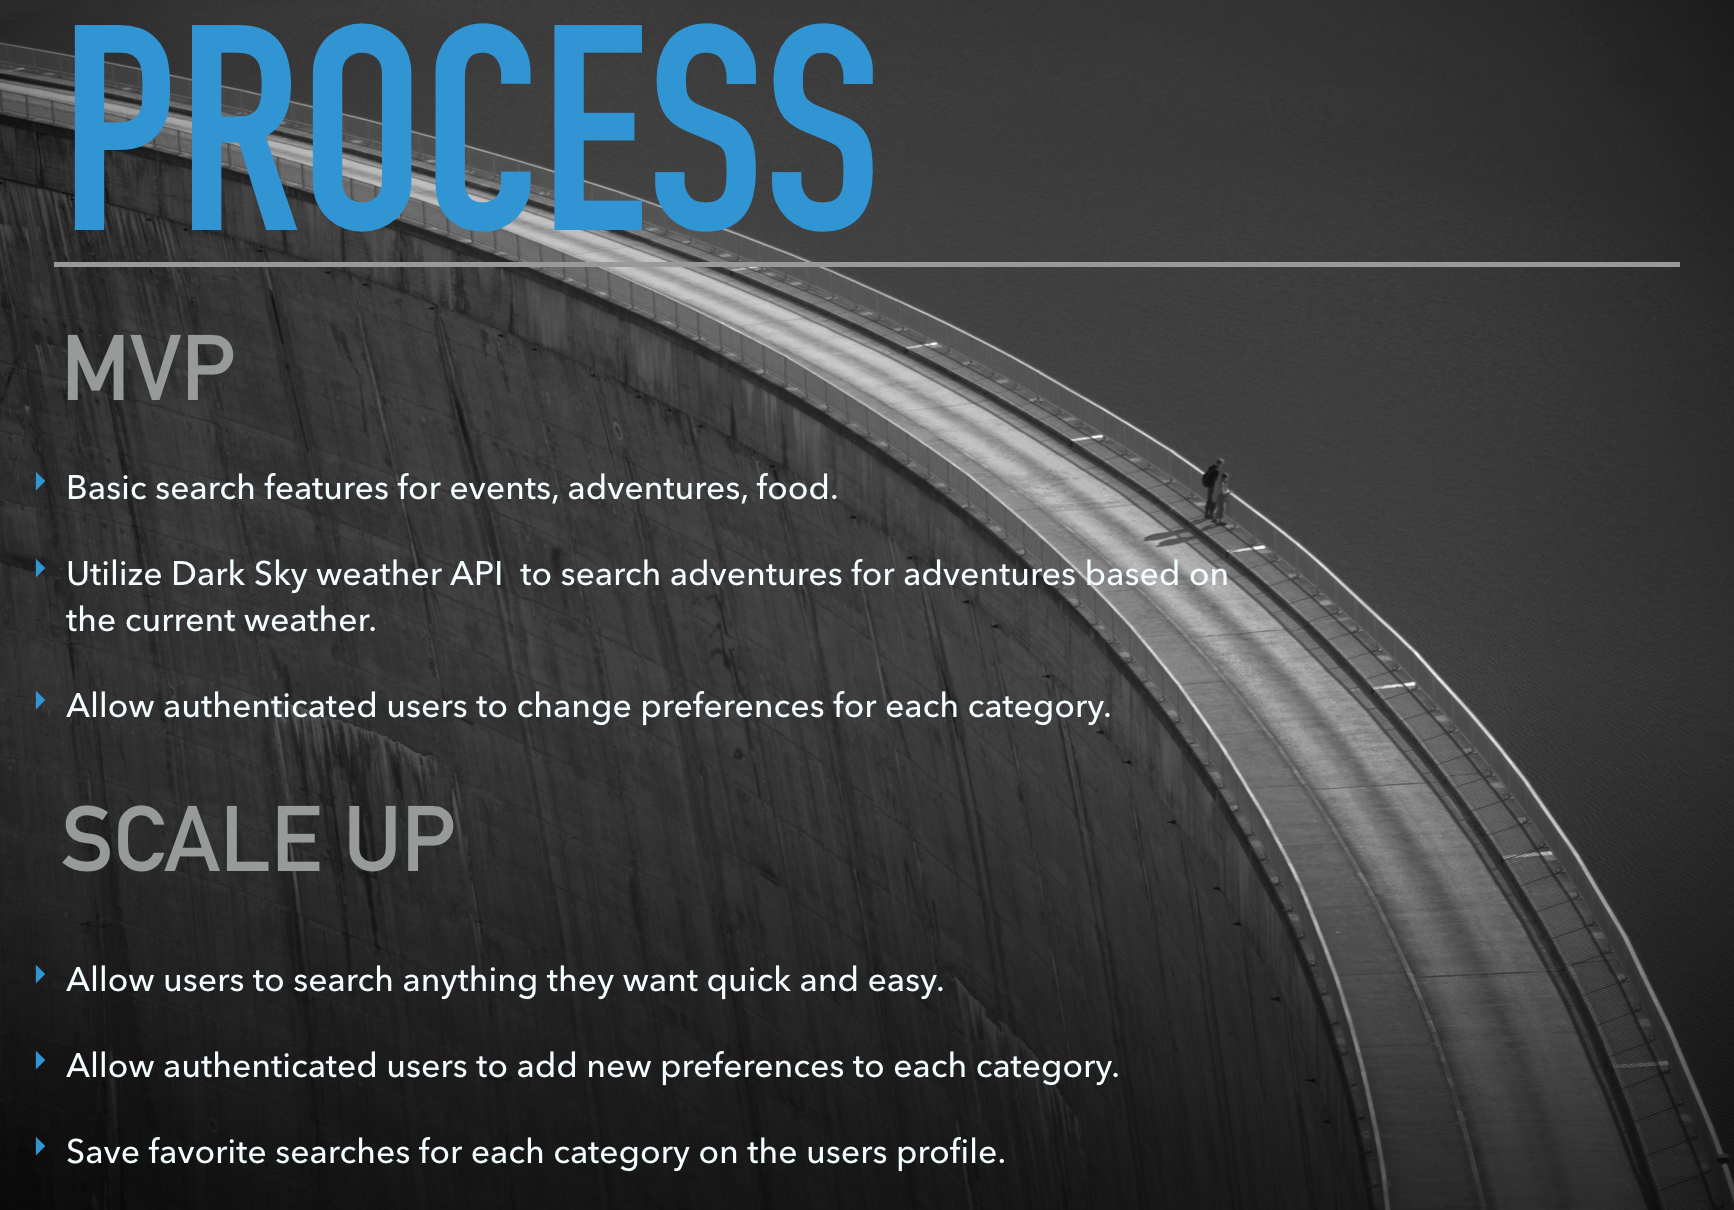 PROCESS
MVP
Basic search features for events, adventures, food.
Utilize Dark Sky weather API  to search adventures for adventures based on
the current weather.
Allow authenticated users to change preferences for each category.
SCALE UP
Allow users to search anything they want quick and easy.
Allow authenticated users to add new preferences to each category.
Save favorite searches for each category on the users profile.